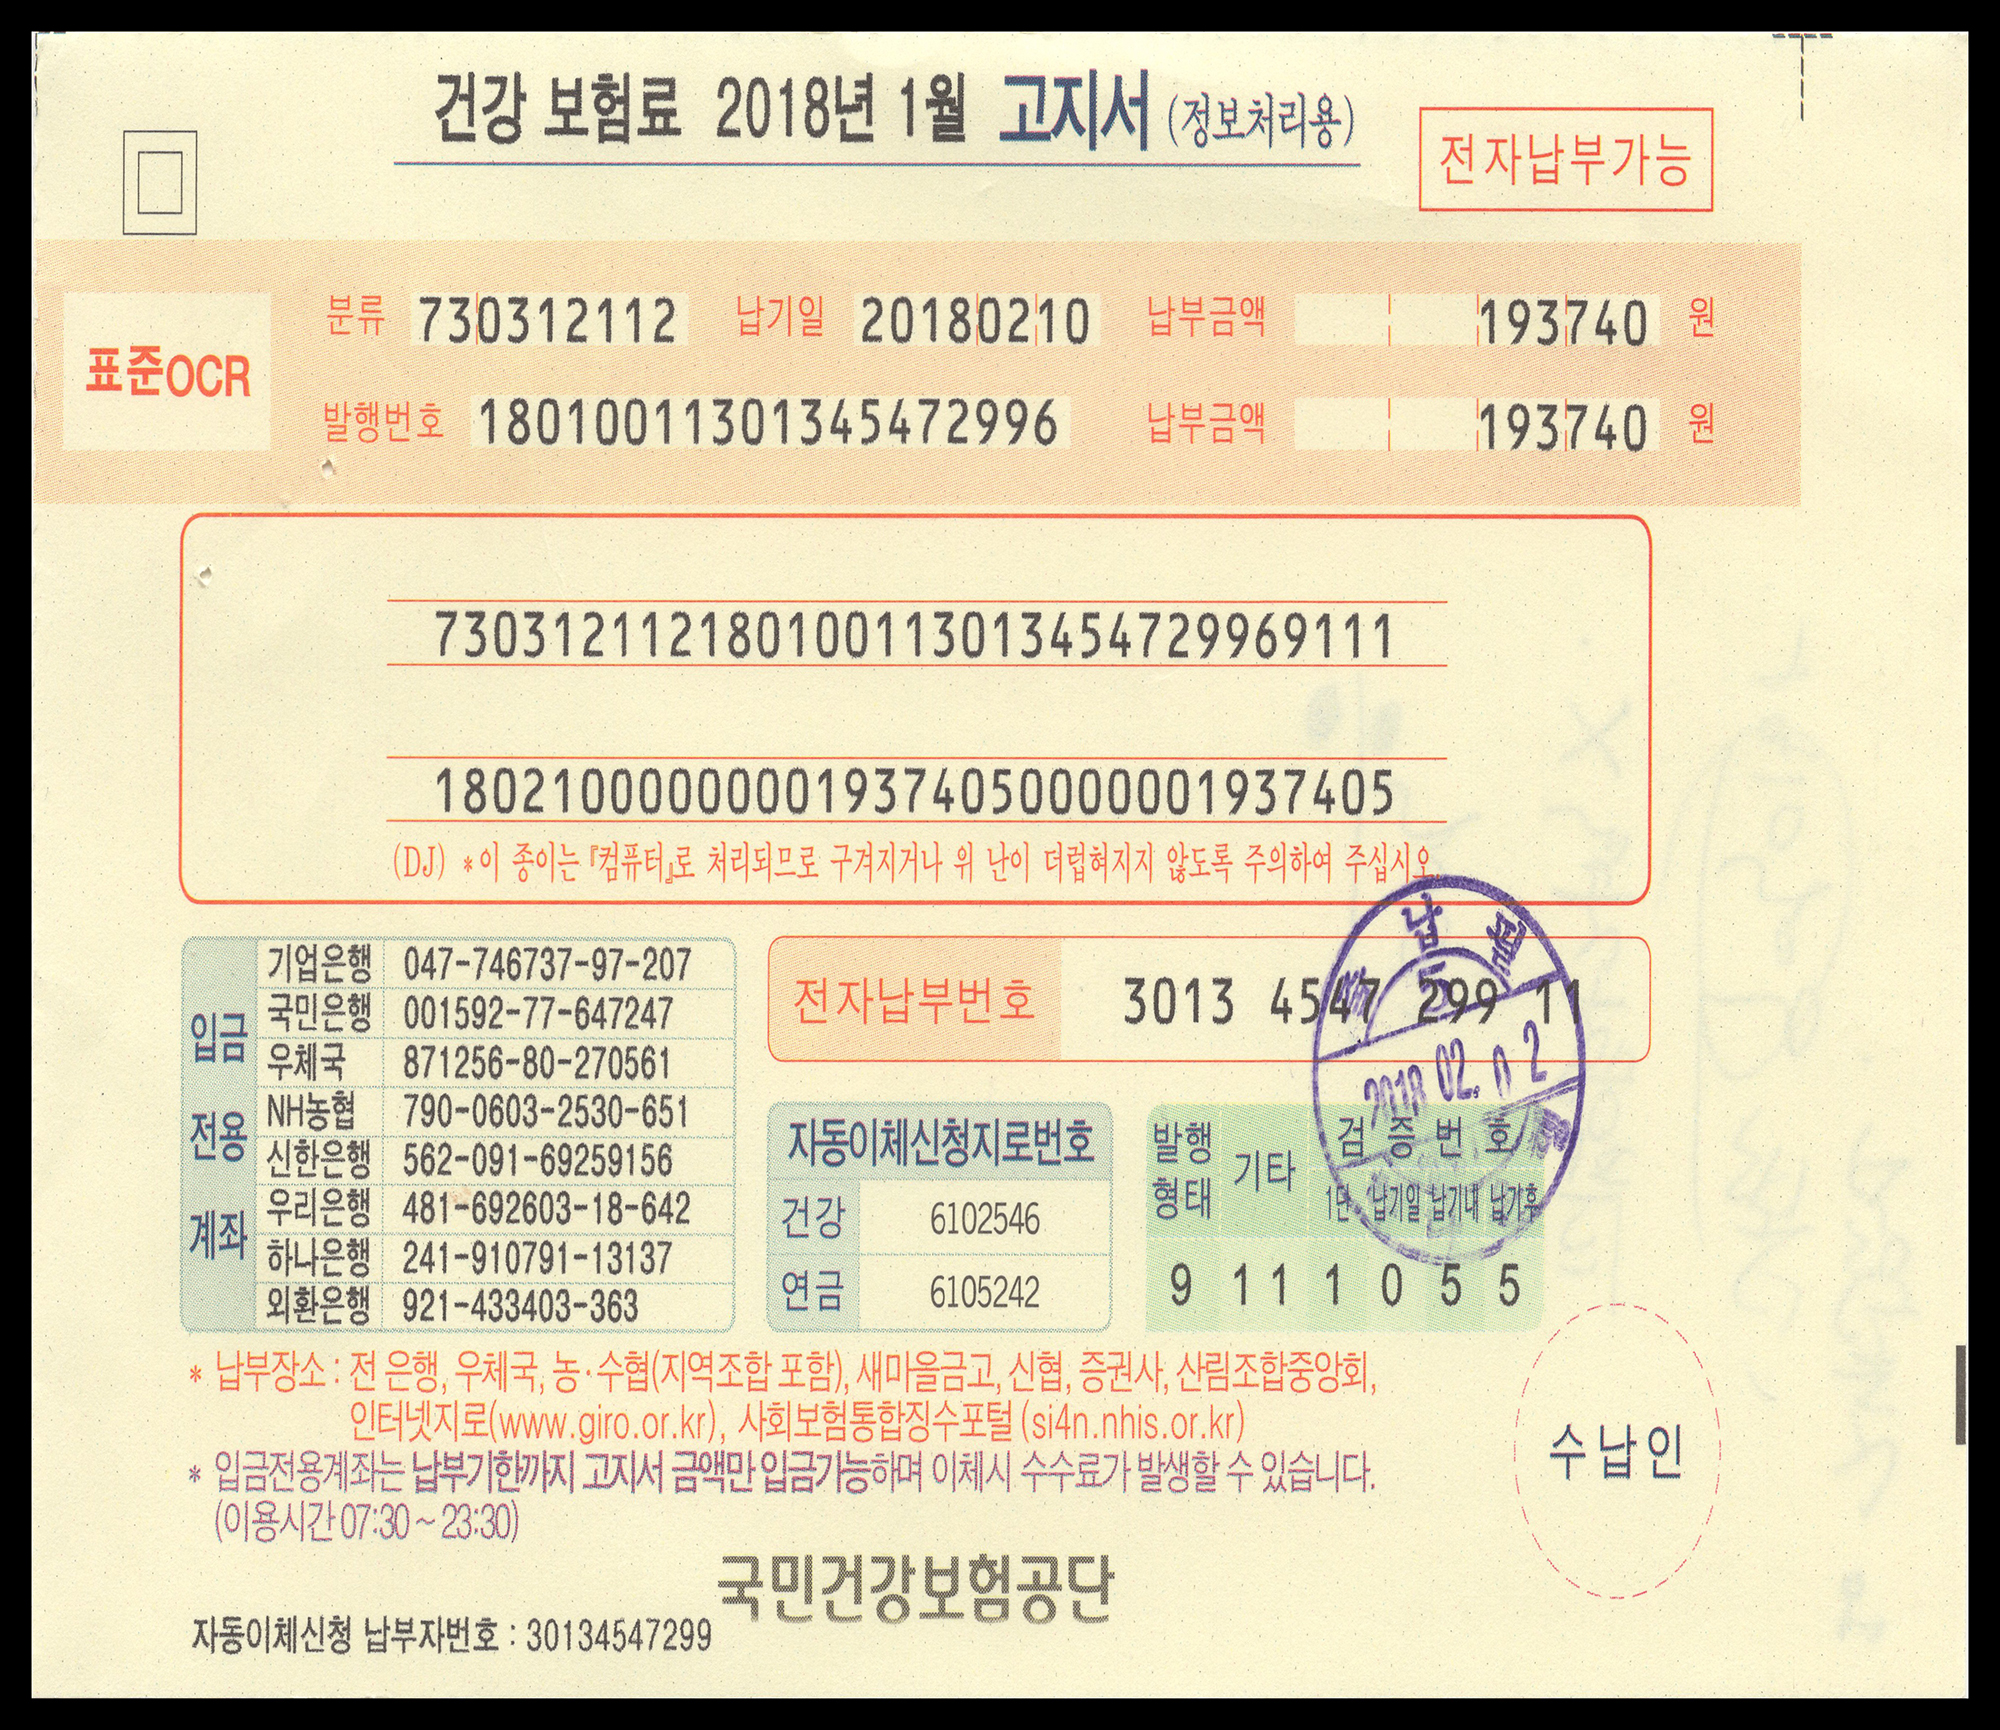 건강 보험료 2018년 1월 고지서 (정보처리용)
전자납부가능
표준OCR
분류 730312112 납기일 20180210 납부금액 193740 원
발행번호 18010011301345472996 납부금액 193740 원
730312112180100113013454729969111
180210000000019374050000001937405
(DJ) *이 종이는『컴퓨터』로 처리되므로 구겨지거나 위 난이 더럽혀지지 않도록 주의하여 주십시오.
입금 전용 계좌
기업은행 047-746737-97-207
국민은행 001592-77-647247
우체국 871256-80-270561
NH농협 790-0603-2530-651
신한은행 562-091-69259156
우리은행 481-692603-18-642
하나은행 241-910791-13137
외환은행 921-433403-363
전자납부번호 3013 4547 299 11
2018 02. 02
자동이체신청지로번호
건강 6102546
연금 6105242
발행형태 기타 검증번호
1단 납기일 납기내 납기후
9 11 1 0 5 5
* 납부장소 : 전 은행, 우체국, 농·수협(지역조합 포함), 새마을금고, 신협, 증권사, 산림조합중앙회,
인터넷지로(www.giro.or.kr), 사회보험통합징수포털 (si4n.nhis.or.kr)
* 입금전용계좌는 납부기한까지 고지서 금액만 입금가능하며 이체시 수수료가 발생할 수 있습니다.
(이용시간 07:30 ~ 23:30)
수납인
국민건강보험공단
자동이체신청 납부자번호 : 30134547299